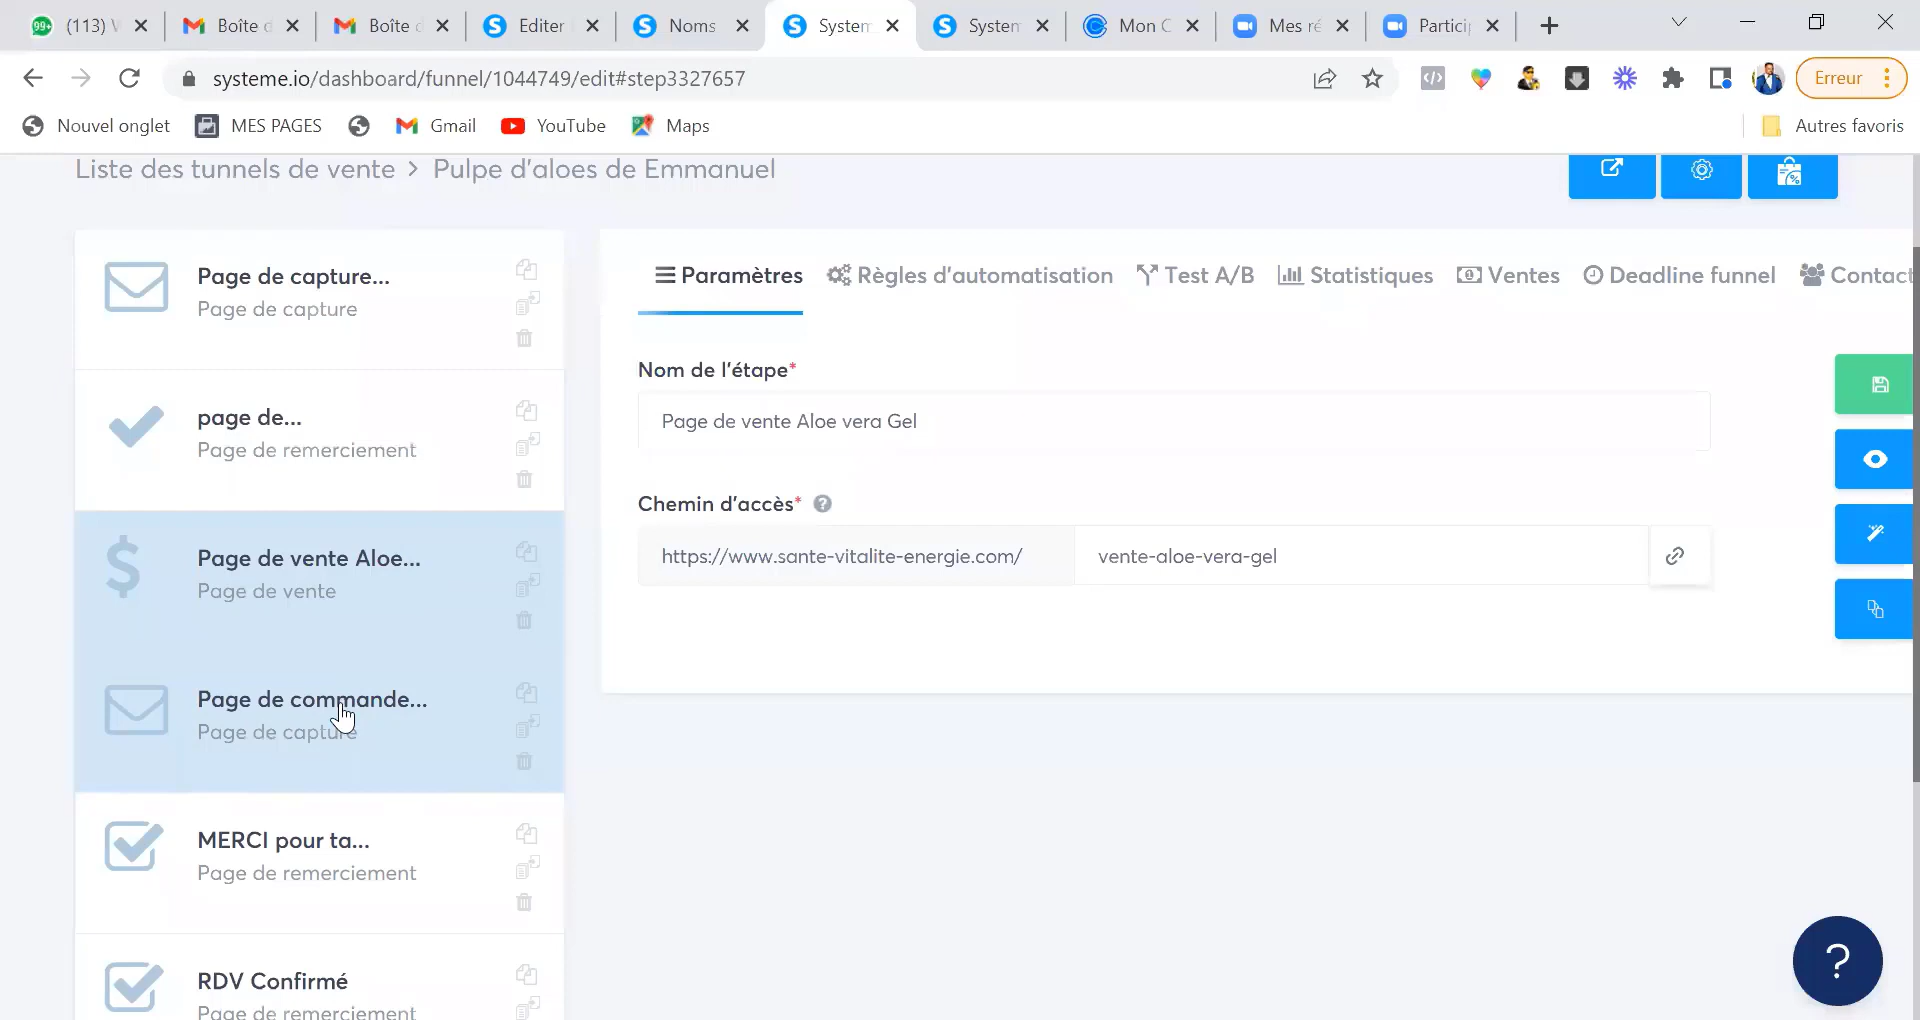 (113) W
Boîte d
Boîte d
Editer
Noms
System
System
Mon C
Mes ré
Partici
systeme.io/dashboard/funnel/1044749/edit#step3327657
Erreur
Nouvel onglet
MES PAGES
Gmail
YouTube
Maps
Autres favoris
Liste des tunnels de vente > Pulpe d'aloes de Emmanuel
Page de capture...
Page de capture
page de...
Page de remerciement
Page de vente Aloe...
Page de vente
Page de commande...
Page de capture
MERCI pour ta...
Page de remerciement
RDV Confirmé
Page de remerciement
Paramètres
Règles d'automatisation
Test A/B
Statistiques
Ventes
Deadline funnel
Contact
Nom de l'étape*
Page de vente Aloe vera Gel
Chemin d'accès* ?
https://www.sante-vitalite-energie.com/
vente-aloe-vera-gel
?